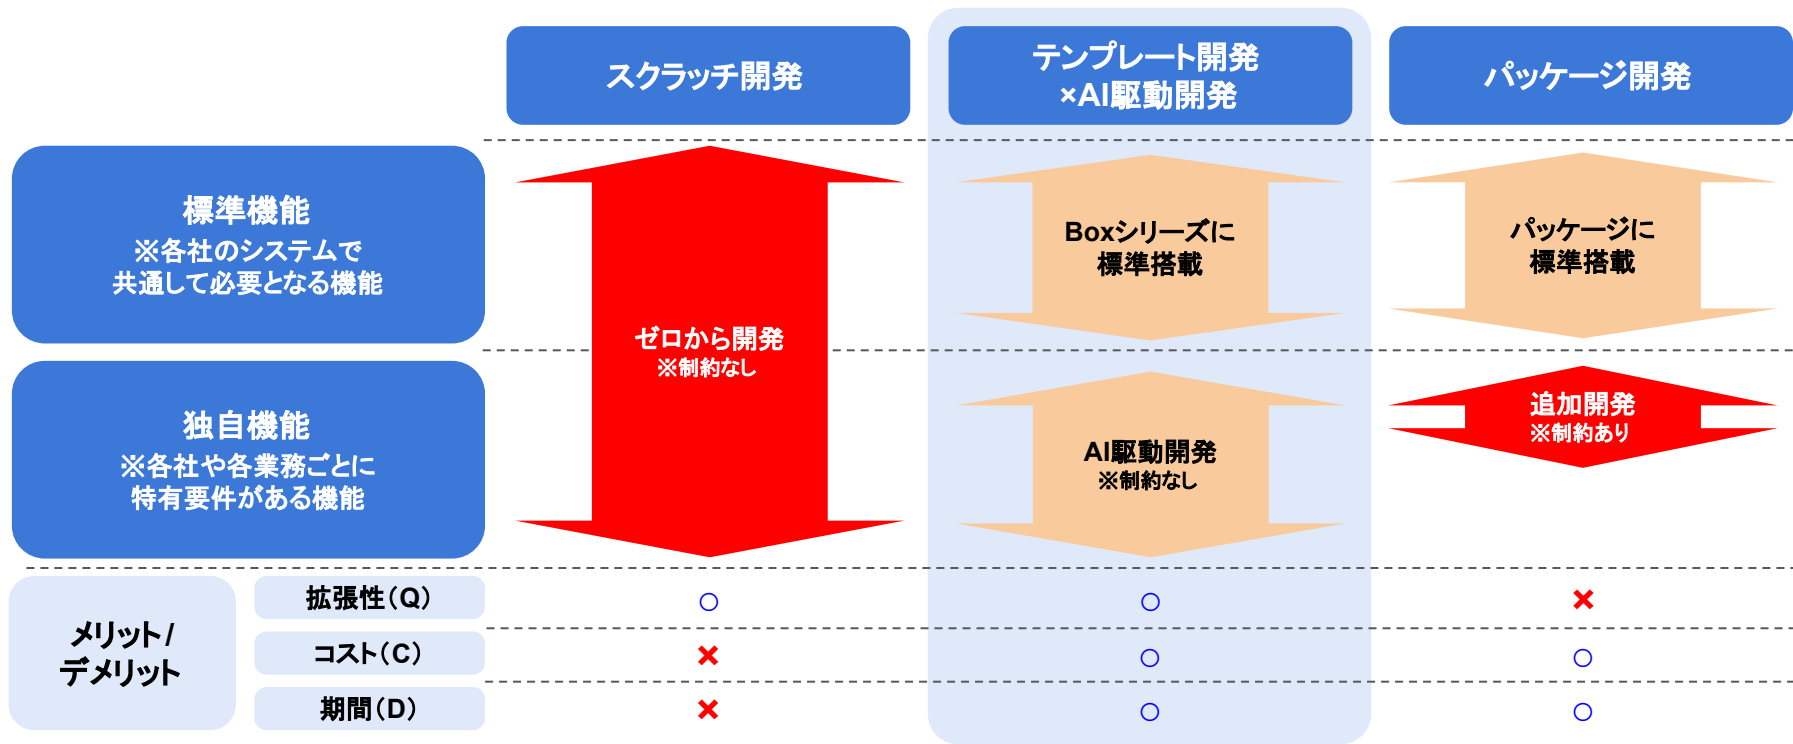 スクラッチ開発
テンプレート開発
×AI駆動開発
パッケージ開発
標準機能
※各社のシステムで
共通して必要となる機能
ゼロから開発
※制約なし
Boxシリーズに
標準搭載
パッケージに
標準搭載
独自機能
※各社や各業務ごとに
特有要件がある機能
AI駆動開発
※制約なし
追加開発
※制約あり
メリット/
デメリット
拡張性(Q)
○ ○ ×
コスト(C)
× ○ ○
期間(D)
× ○ ○